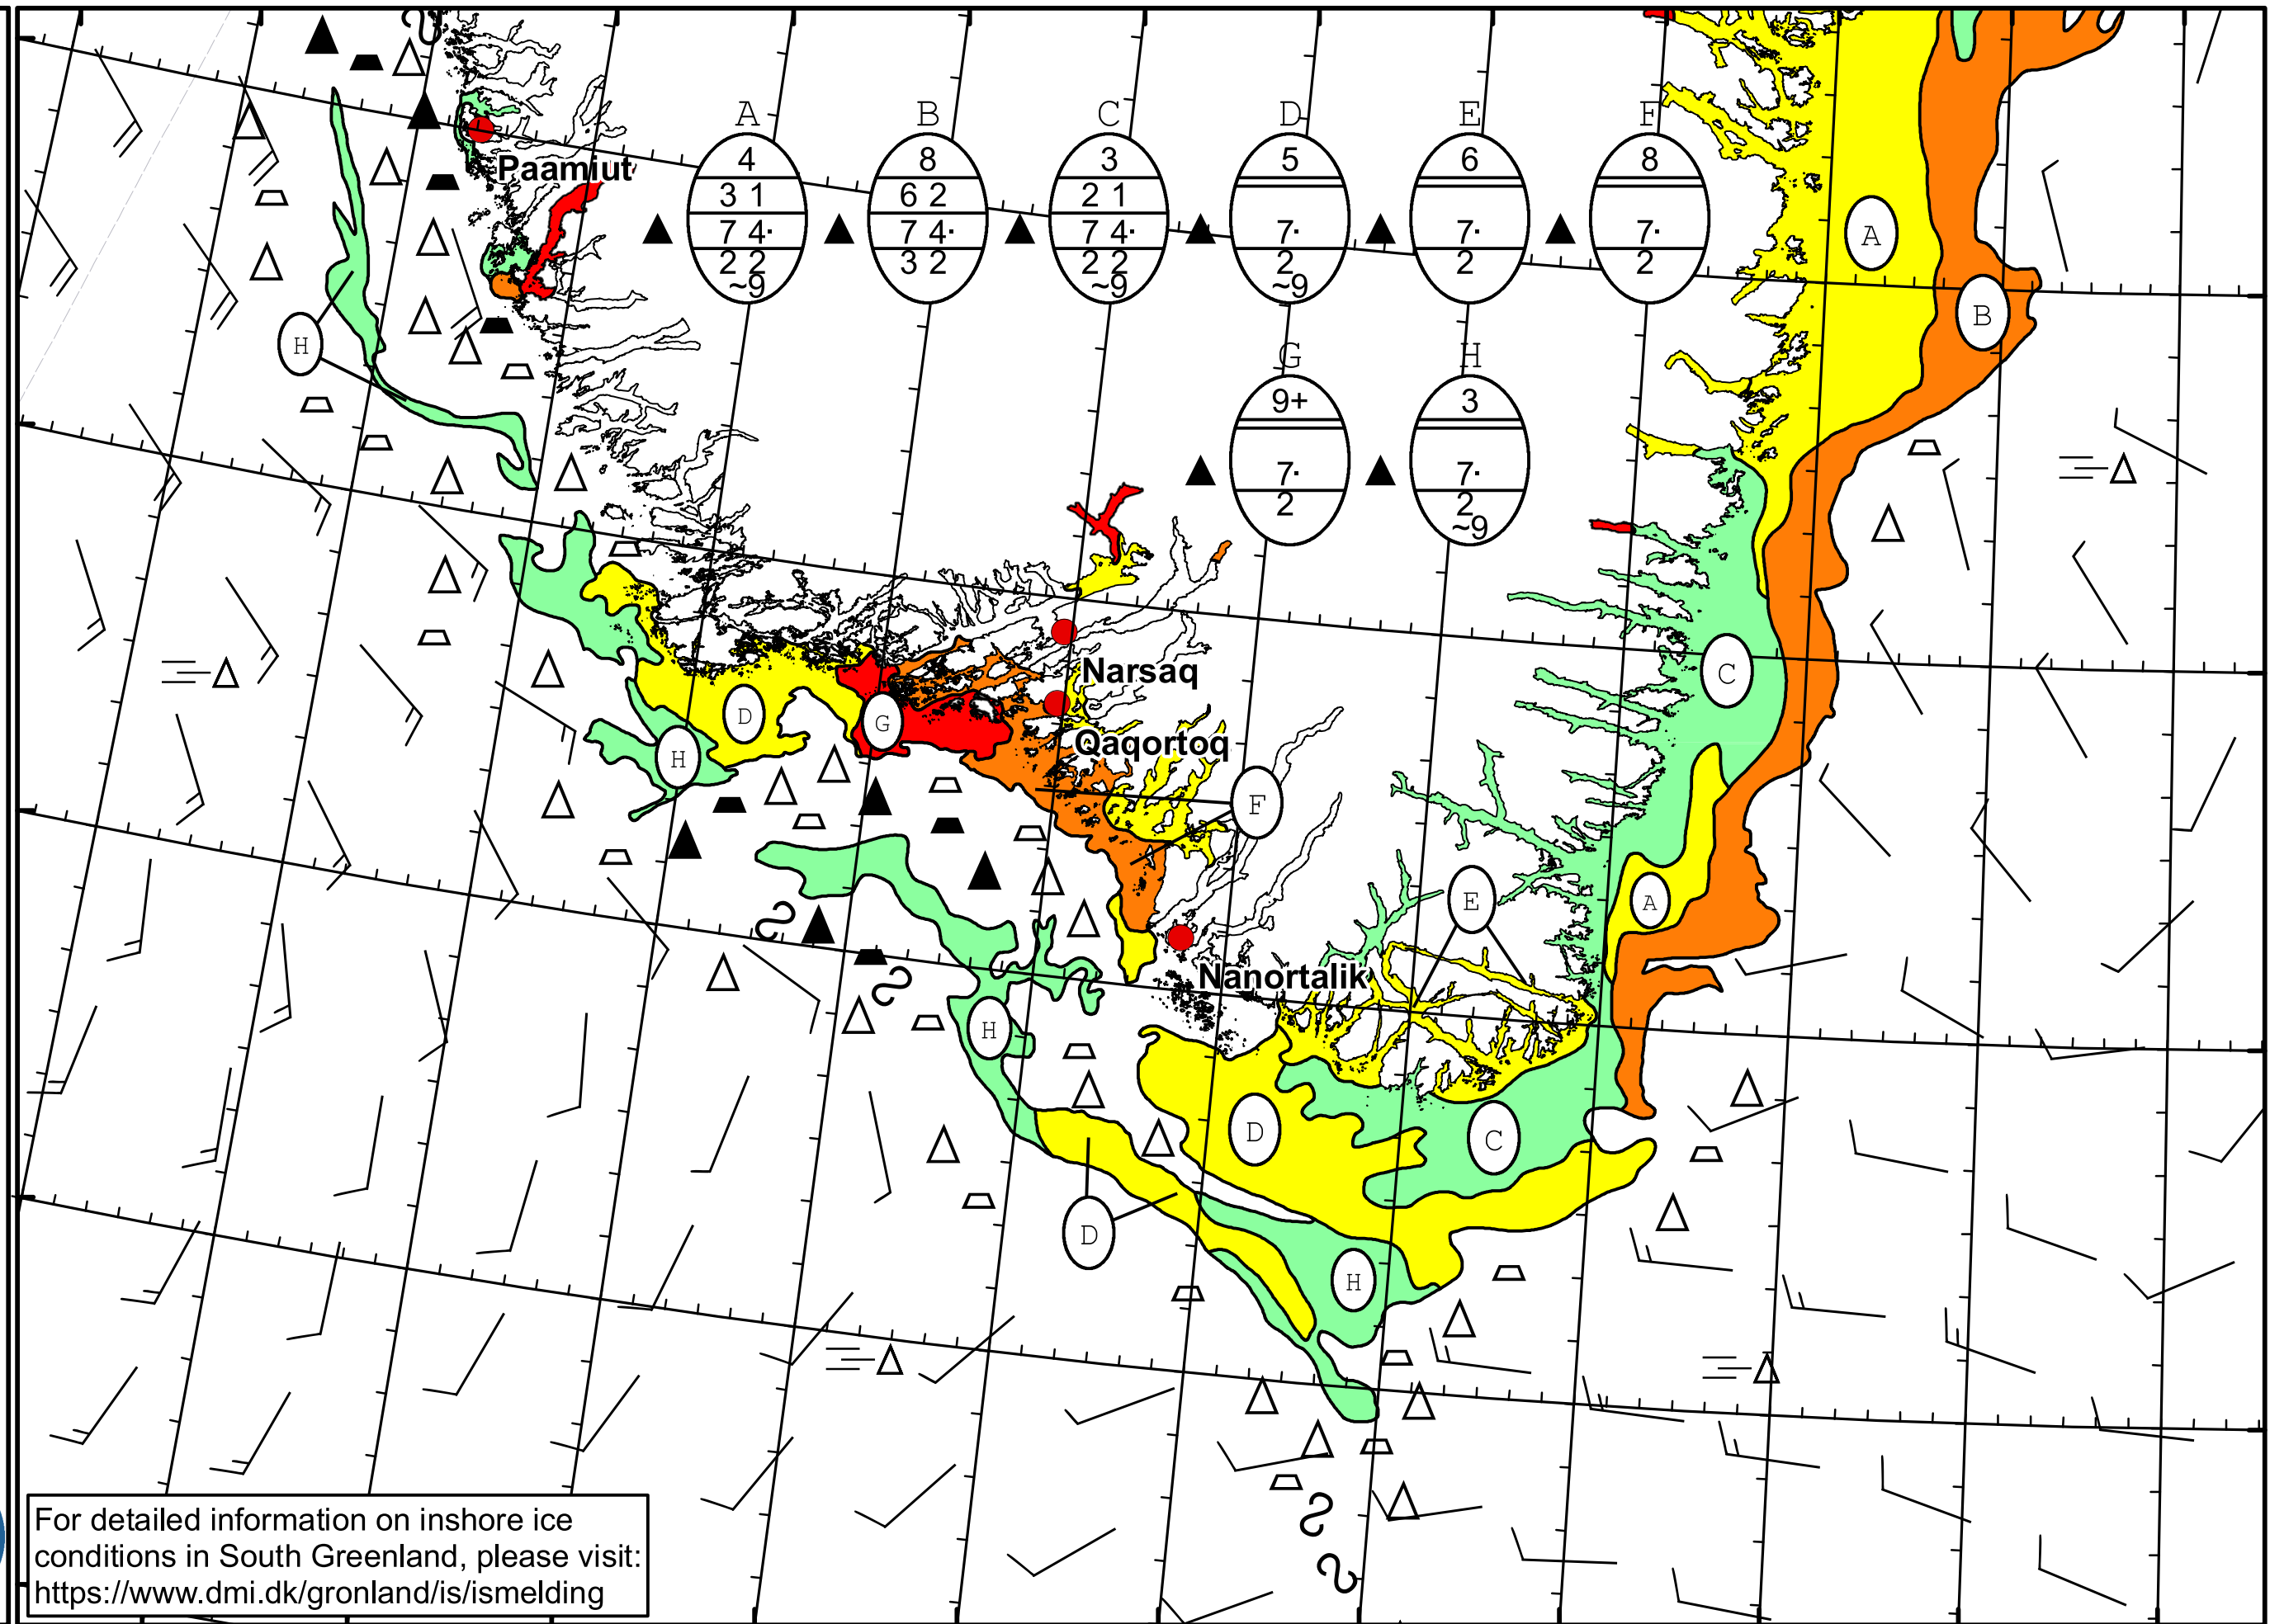 A B C D E F
4 8 3 5 6 8
3 1 6 2 2 1
7 4· 7 4· 7 4· 7· 7· 7·
2 2 3 2 2 2 2 2 2
~9 ~9 ~9
G H
9+ 3
7· 7·
2 2
~9
Paamiut
A
B
H
Narsaq
C
D
G
Qaqortoq
H
F
E
A
Nanortalik
H
D
C
D
H
For detailed information on inshore ice
conditions in South Greenland, please visit:
https://www.dmi.dk/gronland/is/ismelding